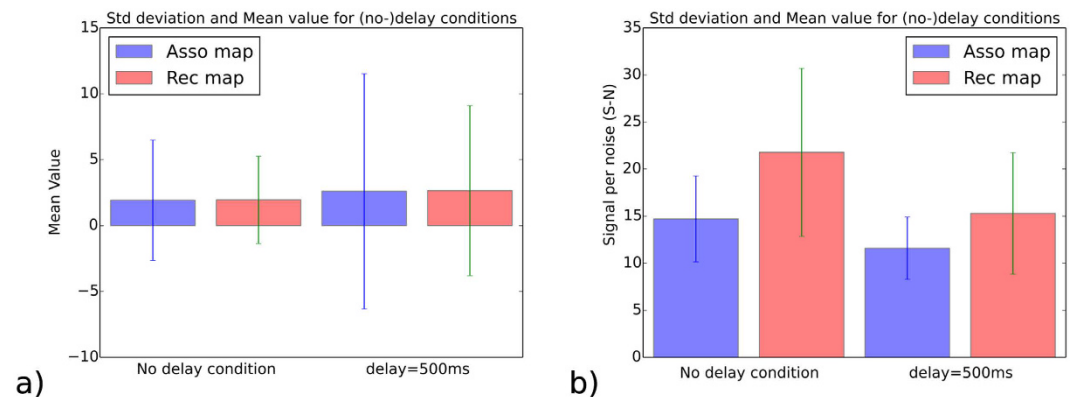 Std deviation and Mean value for (no-)delay conditions
15
10
5
0
−5
−10
Mean Value
Asso map
Rec map
No delay condition
delay=500ms
a)
Std deviation and Mean value for (no-)delay conditions
35
30
25
20
15
10
5
0
Signal per noise (S-N)
Asso map
Rec map
No delay condition
delay=500ms
b)